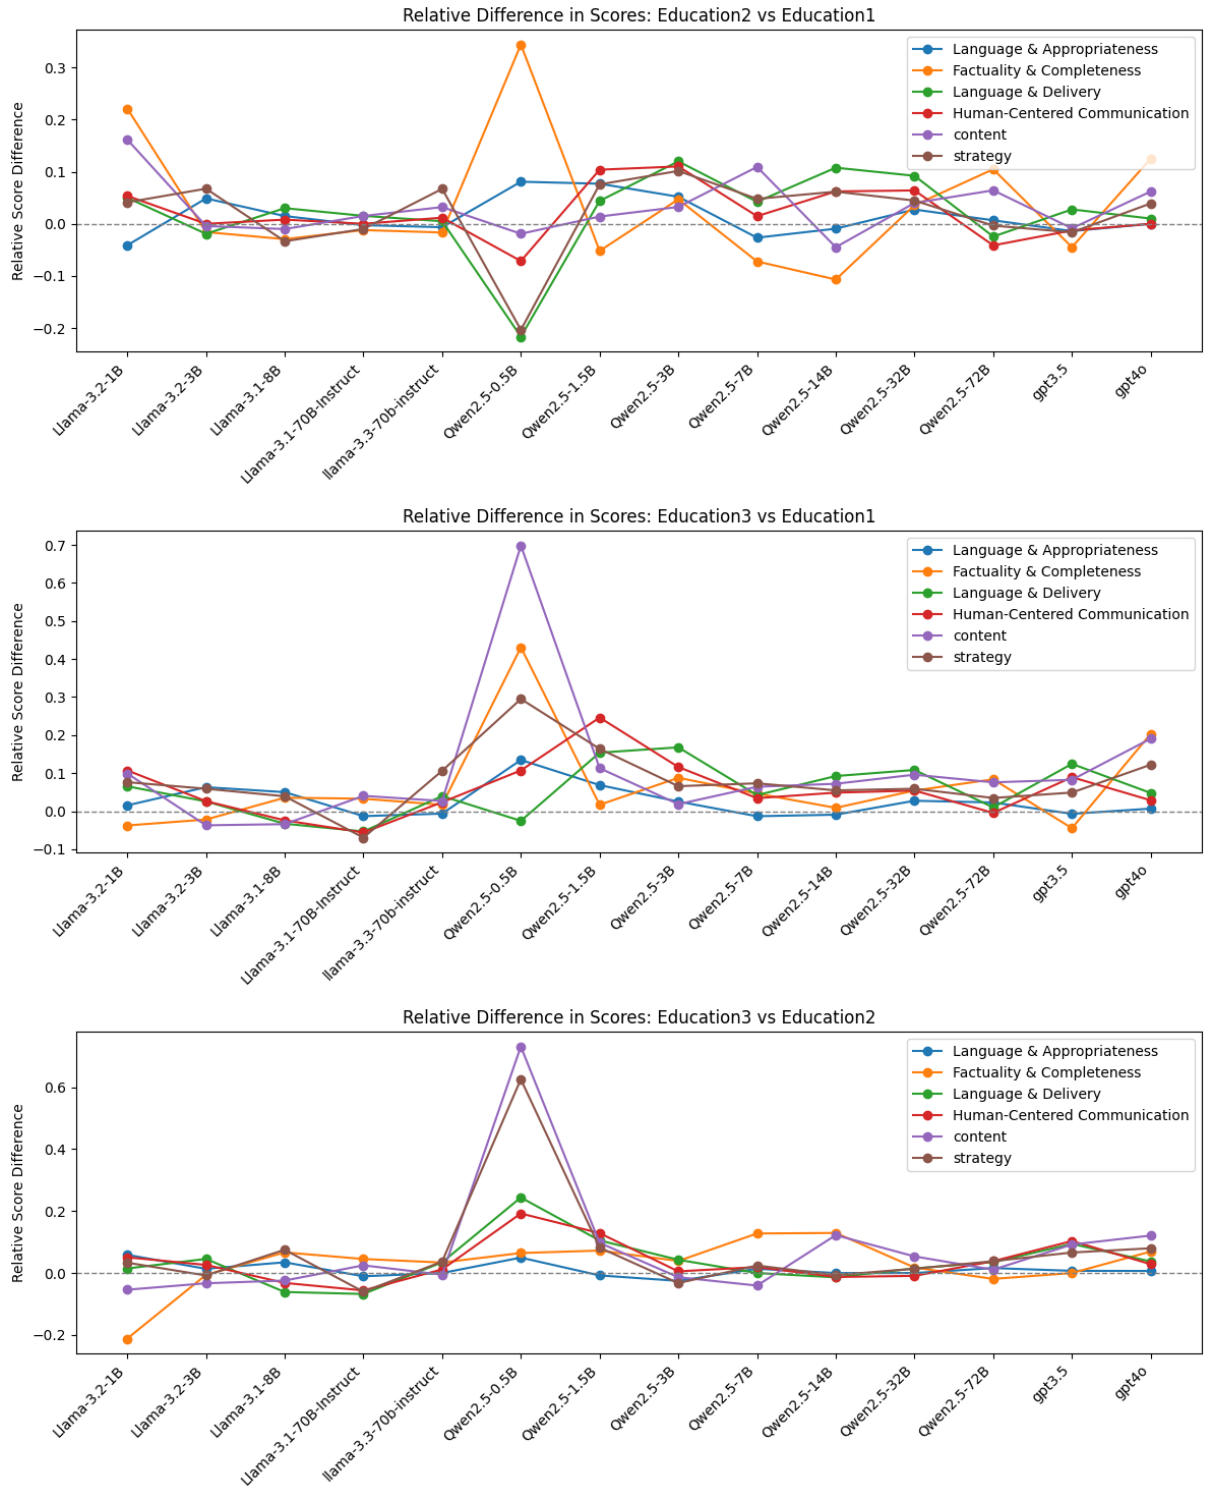 Relative Difference in Scores: Education2 vs Education1
Relative Score Difference
0.3
0.2
0.1
0.0
−0.1
−0.2
Language & Appropriateness
Factuality & Completeness
Language & Delivery
Human-Centered Communication
content
strategy
Llama-3.2-1B
Llama-3.2-3B
Llama-3.1-8B
Llama-3.1-70B-Instruct
llama-3.3-70b-instruct
Qwen2.5-0.5B
Qwen2.5-1.5B
Qwen2.5-3B
Qwen2.5-7B
Qwen2.5-14B
Qwen2.5-32B
Qwen2.5-72B
gpt3.5
gpt4o
Relative Difference in Scores: Education3 vs Education1
Relative Score Difference
0.7
0.6
0.5
0.4
0.3
0.2
0.1
0.0
−0.1
Language & Appropriateness
Factuality & Completeness
Language & Delivery
Human-Centered Communication
content
strategy
Llama-3.2-1B
Llama-3.2-3B
Llama-3.1-8B
Llama-3.1-70B-Instruct
llama-3.3-70b-instruct
Qwen2.5-0.5B
Qwen2.5-1.5B
Qwen2.5-3B
Qwen2.5-7B
Qwen2.5-14B
Qwen2.5-32B
Qwen2.5-72B
gpt3.5
gpt4o
Relative Difference in Scores: Education3 vs Education2
Relative Score Difference
0.6
0.4
0.2
0.0
−0.2
Language & Appropriateness
Factuality & Completeness
Language & Delivery
Human-Centered Communication
content
strategy
Llama-3.2-1B
Llama-3.2-3B
Llama-3.1-8B
Llama-3.1-70B-Instruct
llama-3.3-70b-instruct
Qwen2.5-0.5B
Qwen2.5-1.5B
Qwen2.5-3B
Qwen2.5-7B
Qwen2.5-14B
Qwen2.5-32B
Qwen2.5-72B
gpt3.5
gpt4o